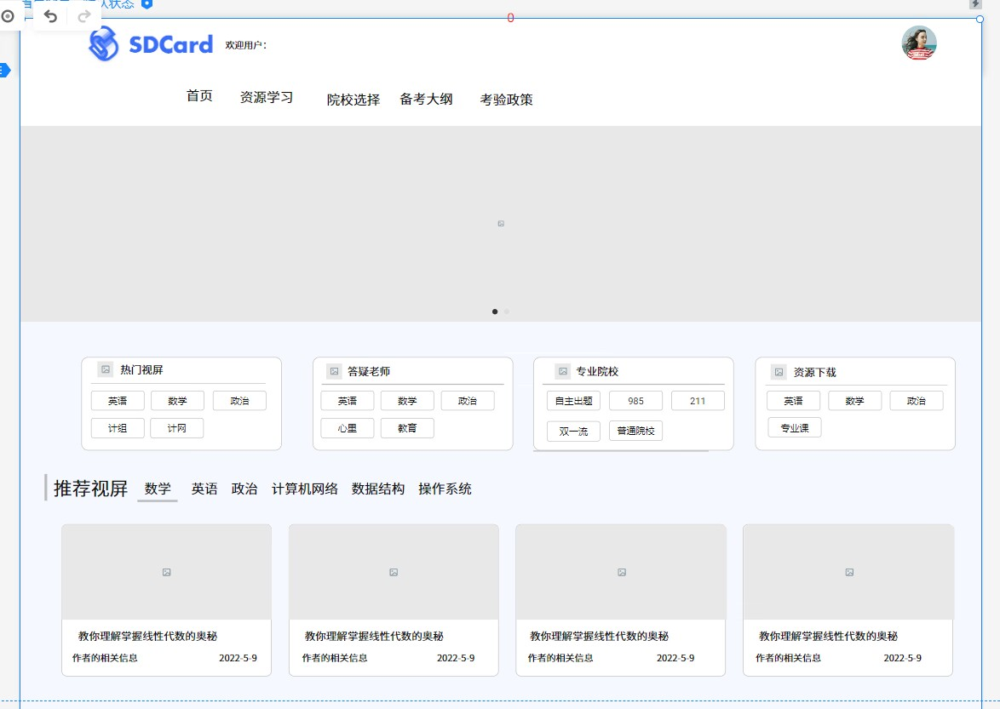 0
SDCard 欢迎用户：
首页 资源学习 院校选择 备考大纲 考验政策
热门视屏 答疑老师 专业院校 资源下载
英语 数学 政治 英语 数学 政治 自主出题 985 211 英语 数学 政治
计组 计网 心里 教育 双一流 普通院校 专业课
推荐视屏 数学 英语 政治 计算机网络 数据结构 操作系统
教你理解掌握线性代数的奥秘 教你理解掌握线性代数的奥秘 教你理解掌握线性代数的奥秘 教你理解掌握线性代数的奥秘
作者的相关信息 2022-5-9 作者的相关信息 2022-5-9 作者的相关信息 2022-5-9 作者的相关信息 2022-5-9